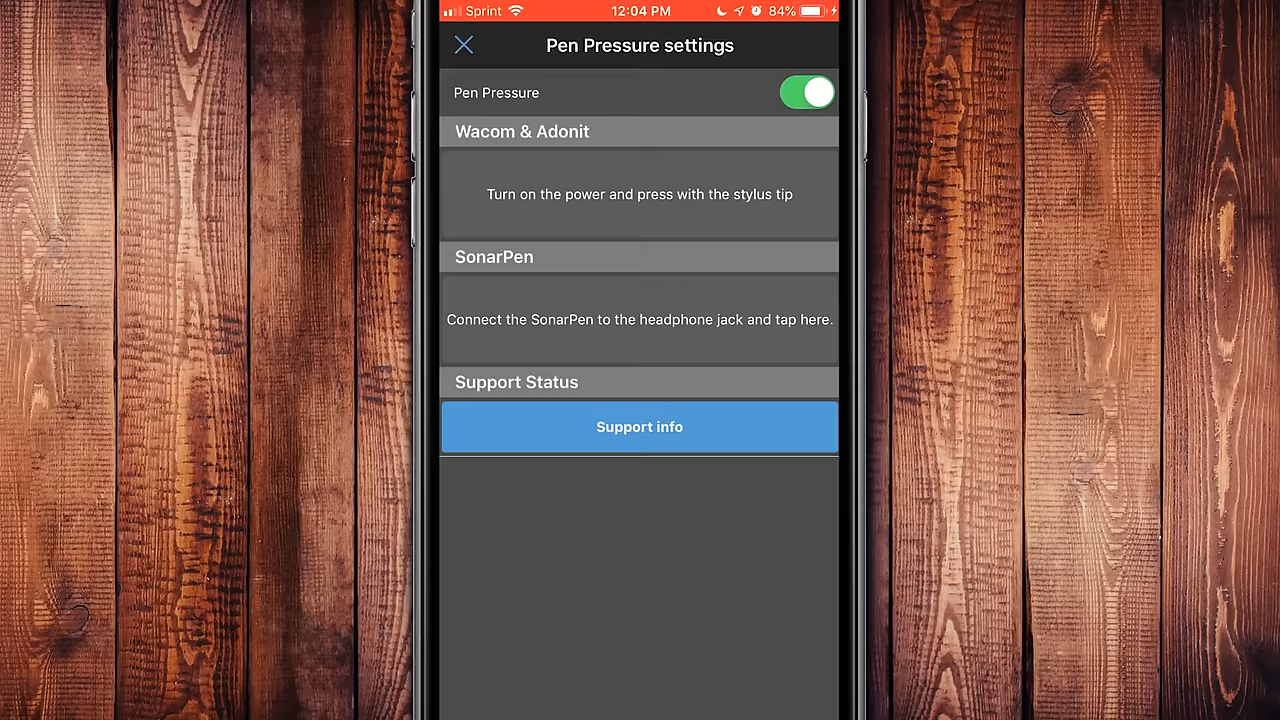 Sprint 12:04 PM 84%
Pen Pressure settings
Pen Pressure
Wacom & Adonit
Turn on the power and press with the stylus tip
SonarPen
Connect the SonarPen to the headphone jack and tap here.
Support Status
Support info